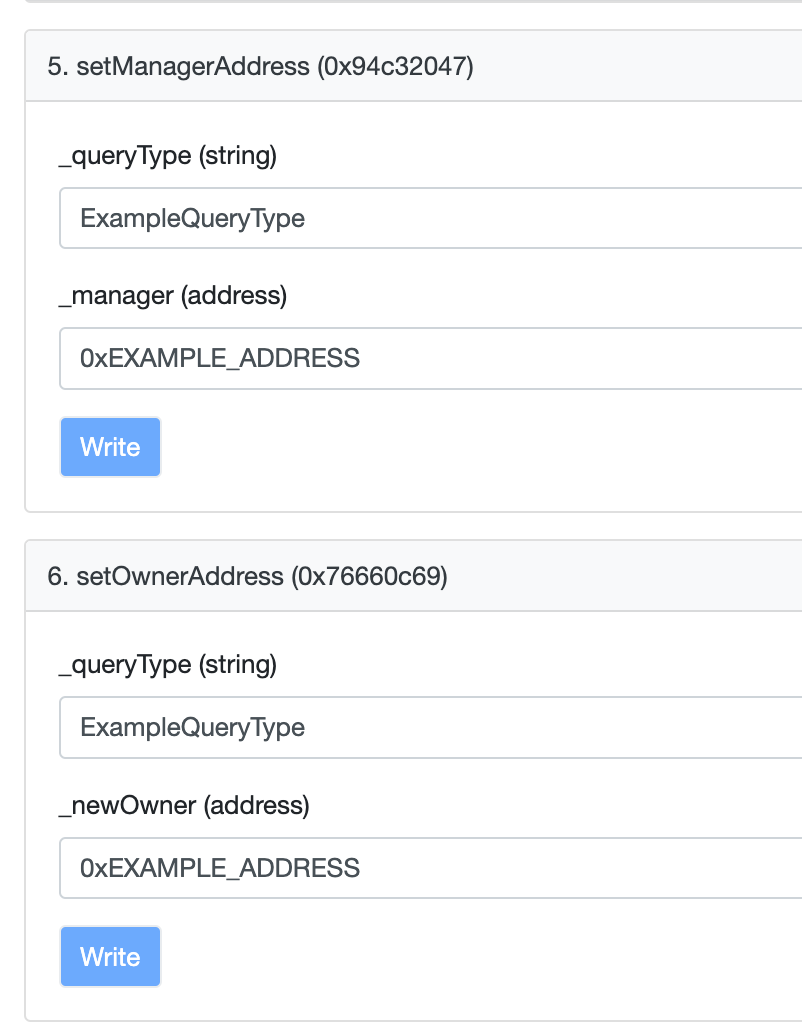 5. setManagerAddress (0x94c32047)
_queryType (string)
ExampleQueryType
_manager (address)
0xEXAMPLE_ADDRESS
Write
6. setOwnerAddress (0x76660c69)
_queryType (string)
ExampleQueryType
_newOwner (address)
0xEXAMPLE_ADDRESS
Write